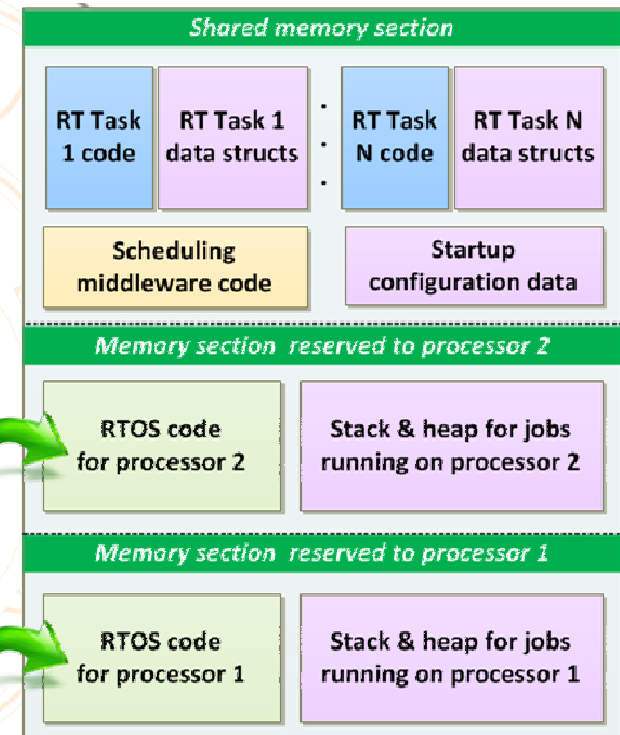 Shared memory section
RT Task
1 code
RT Task 1
data structs
.
.
.
RT Task
N code
RT Task N
data structs
Scheduling
middleware code
Startup
configuration data
Memory section reserved to processor 2
RTOS code
for processor 2
Stack & heap for jobs
running on processor 2
Memory section reserved to processor 1
RTOS code
for processor 1
Stack & heap for jobs
running on processor 1